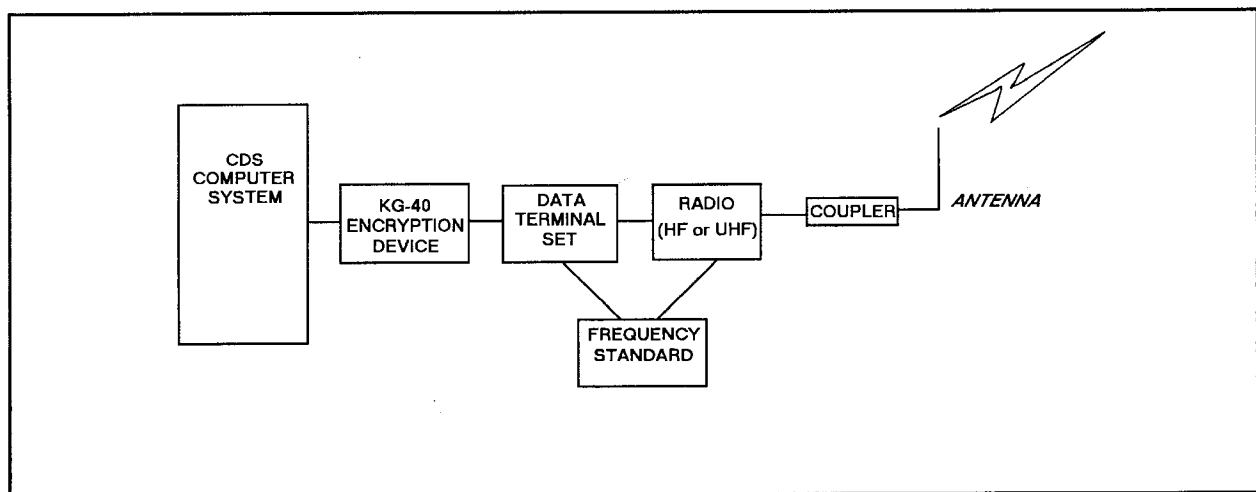 CDS
COMPUTER
SYSTEM
KG-40
ENCRYPTION
DEVICE
DATA
TERMINAL
SET
RADIO
(HF or UHF)
COUPLER
ANTENNA
FREQUENCY
STANDARD